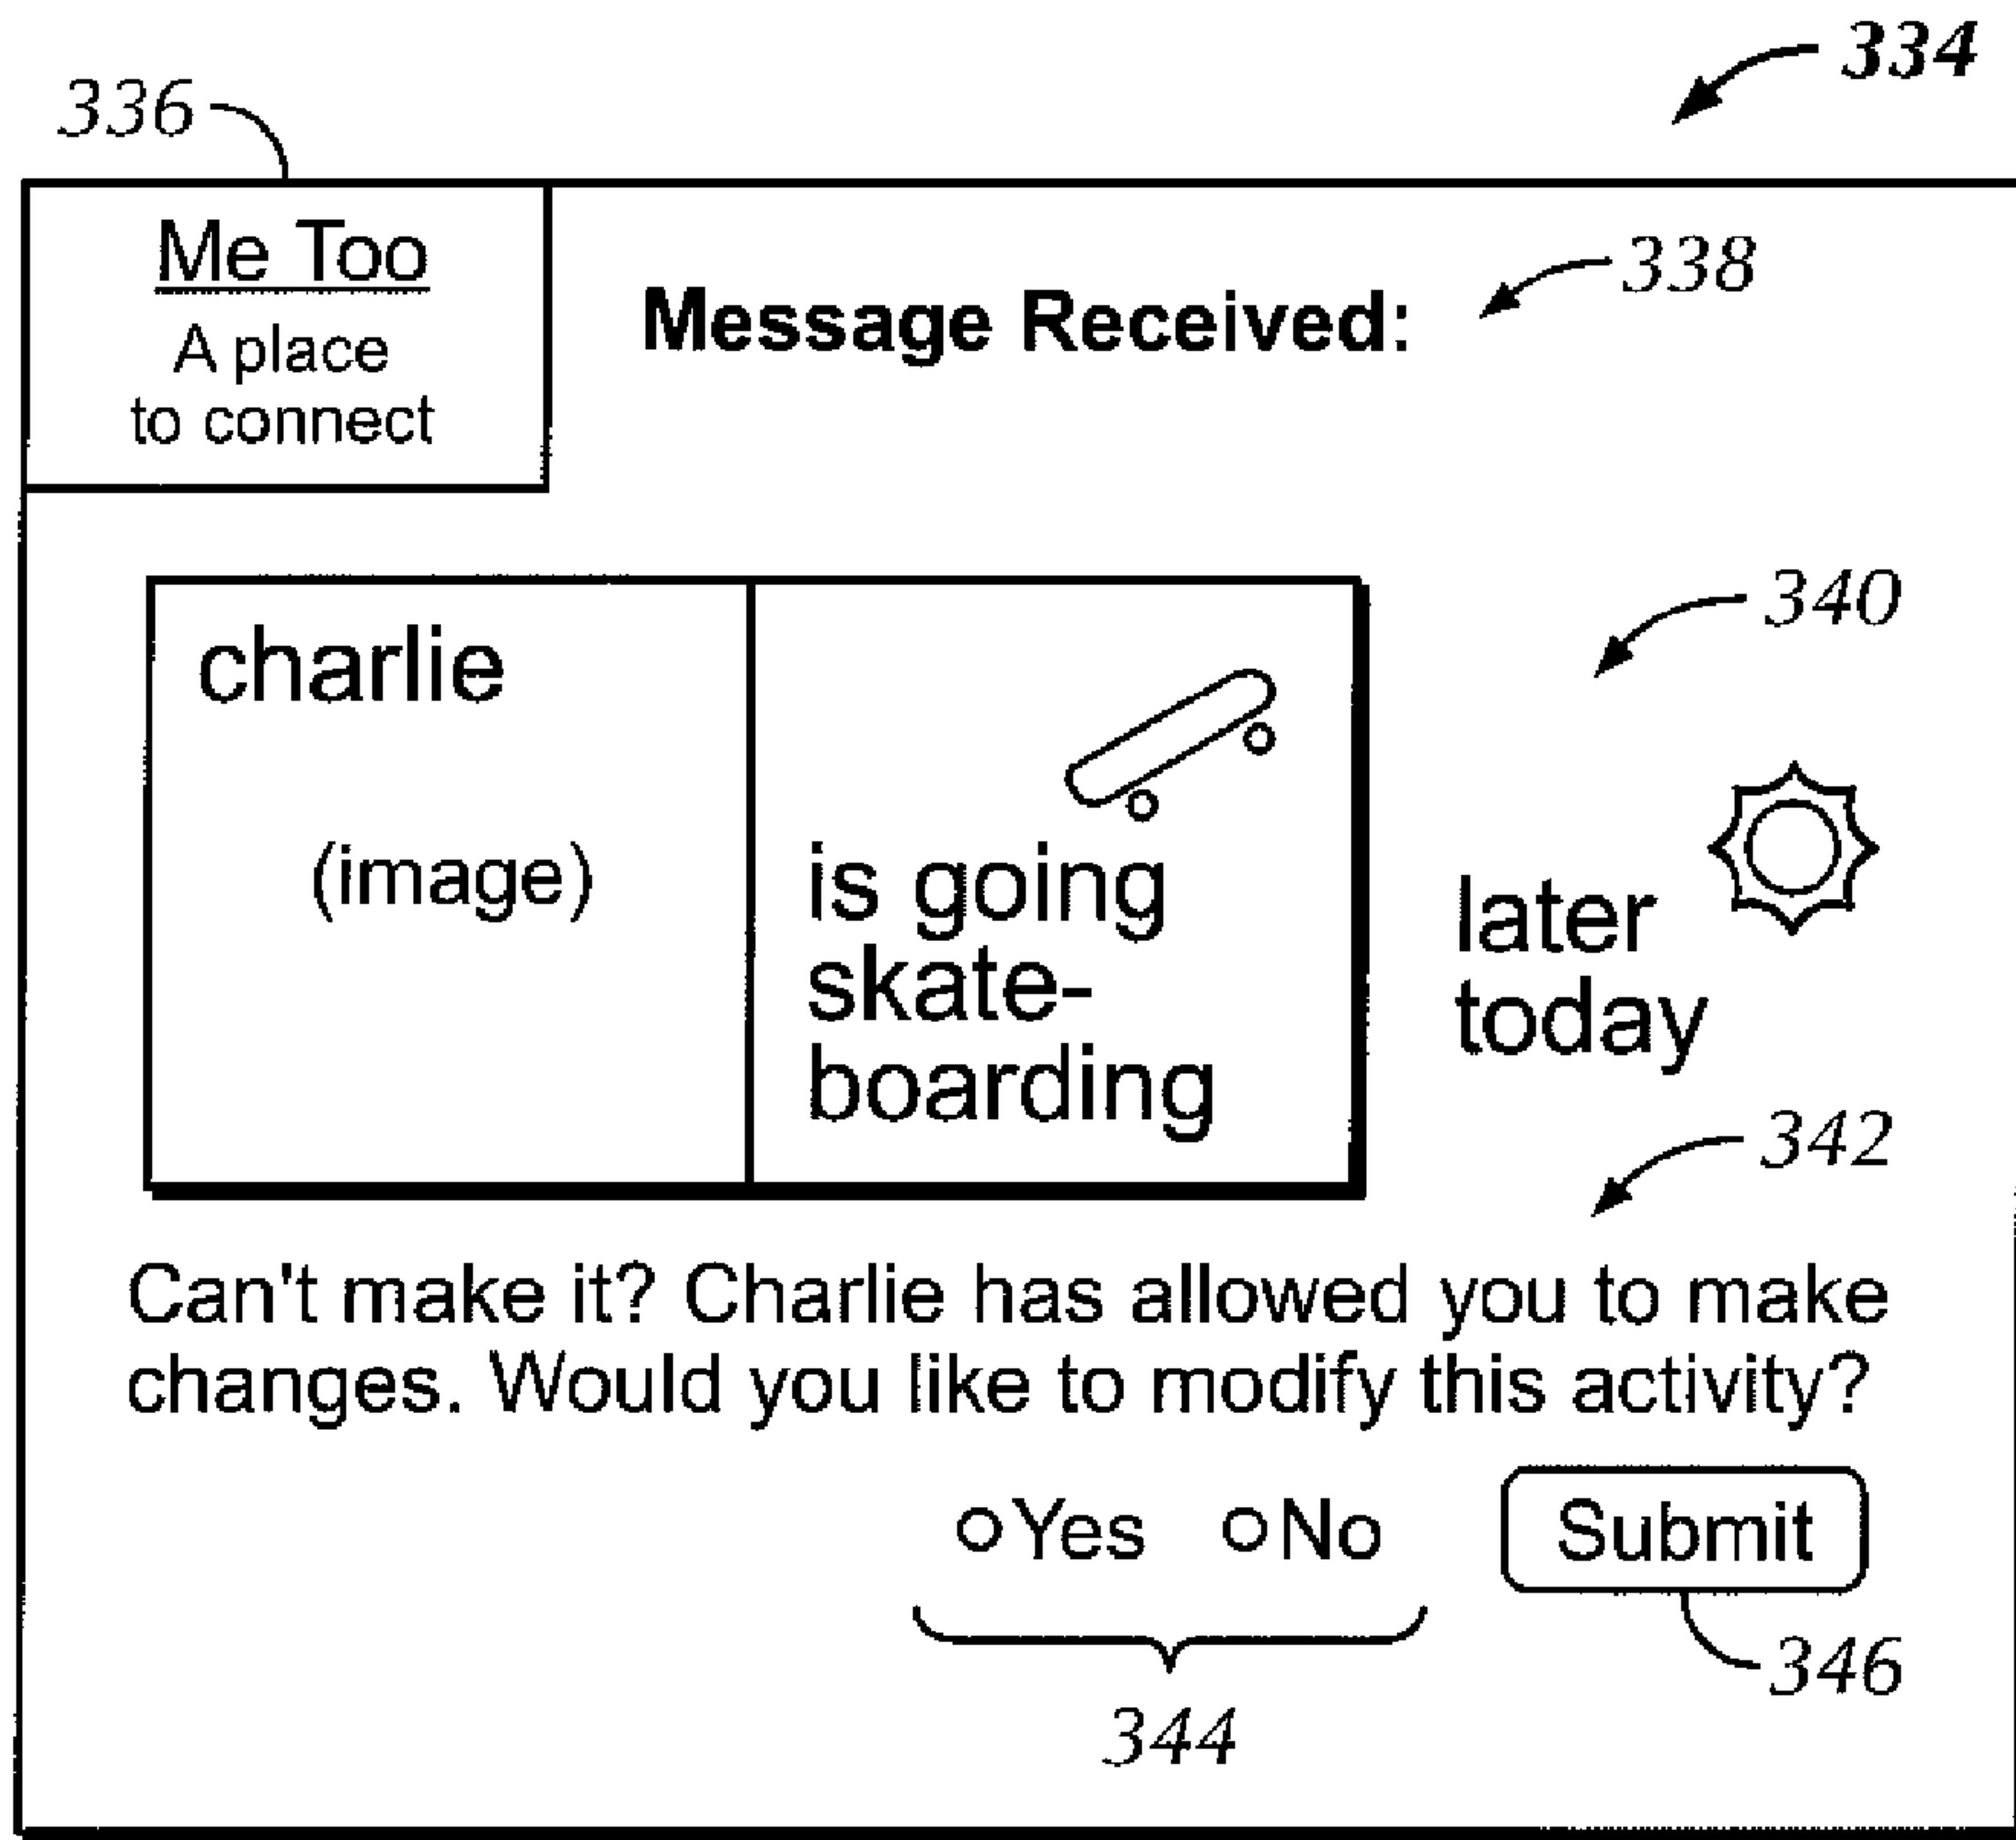 334
336
Me Too
A place
to connect
Message Received:
338
charlie
(image)
is going
skate-
boarding
340
later
today
342
Can't make it? Charlie has allowed you to make
changes. Would you like to modify this activity?
Yes No Submit
344
346